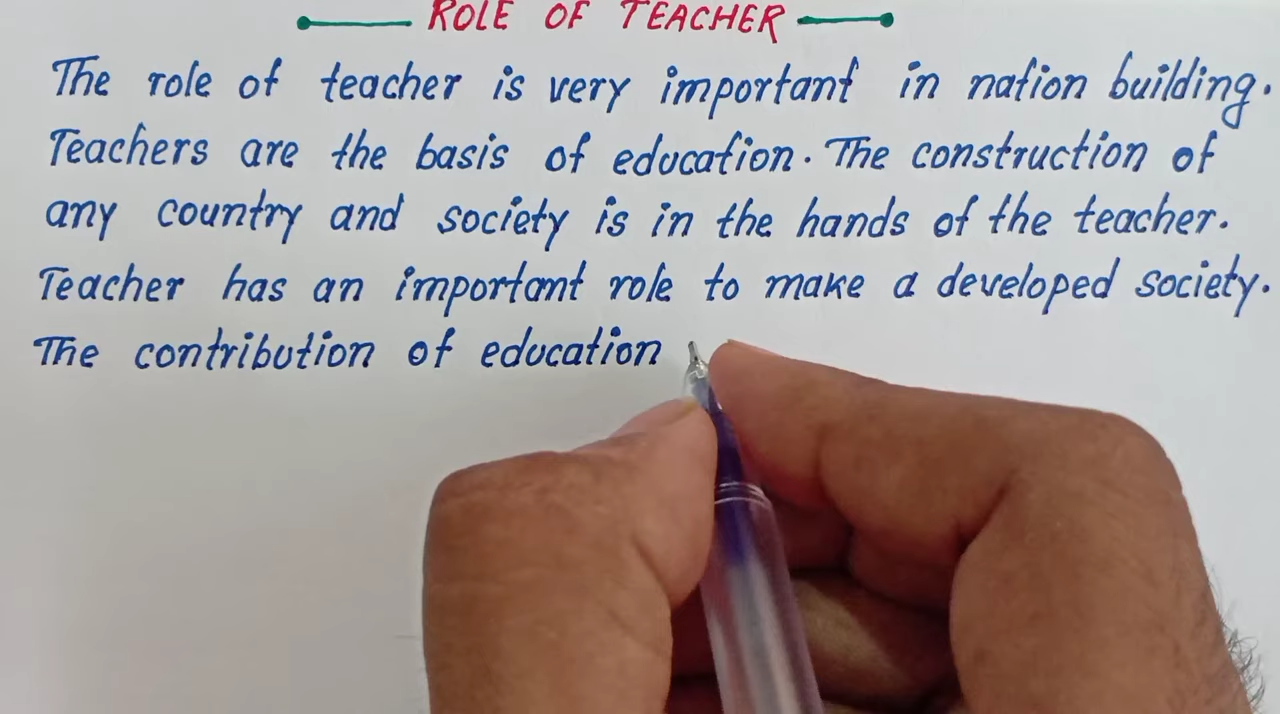 ROLE OF TEACHER
The role of teacher is very important in nation building.
Teachers are the basis of education. The construction of
any country and society is in the hands of the teacher.
Teacher has an important role to make a developed society.
The contribution of education